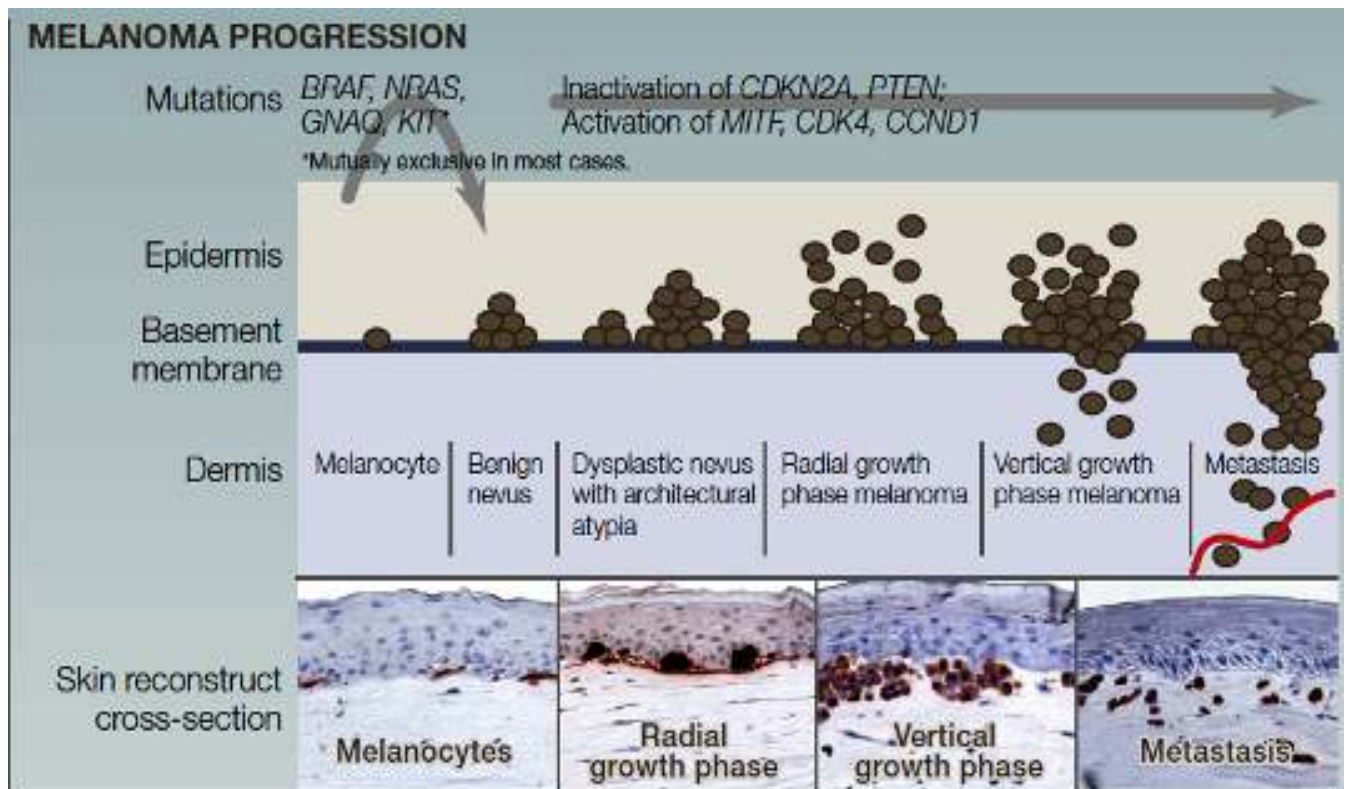 MELANOMA PROGRESSION
Mutations
BRAF, NRAS,
GNAQ, KIT*
*Mutually exclusive in most cases.
Inactivation of CDKN2A, PTEN;
Activation of MITF, CDK4, CCND1
Epidermis
Basement
membrane
Dermis
Melanocyte
Benign
nevus
Dysplastic nevus
with architectural
atypia
Radial growth
phase melanoma
Vertical growth
phase melanoma
Metastasis
Skin reconstruct
cross-section
Melanocytes
Radial
growth phase
Vertical
growth phase
Metastasis